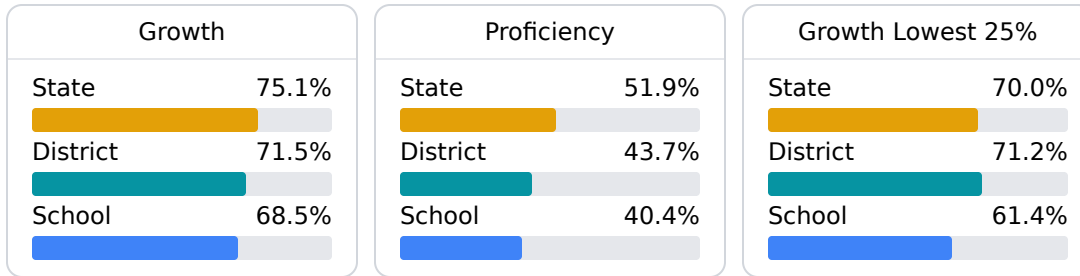 Growth
State 75.1%
District 71.5%
School 68.5%
Proficiency
State 51.9%
District 43.7%
School 40.4%
Growth Lowest 25%
State 70.0%
District 71.2%
School 61.4%